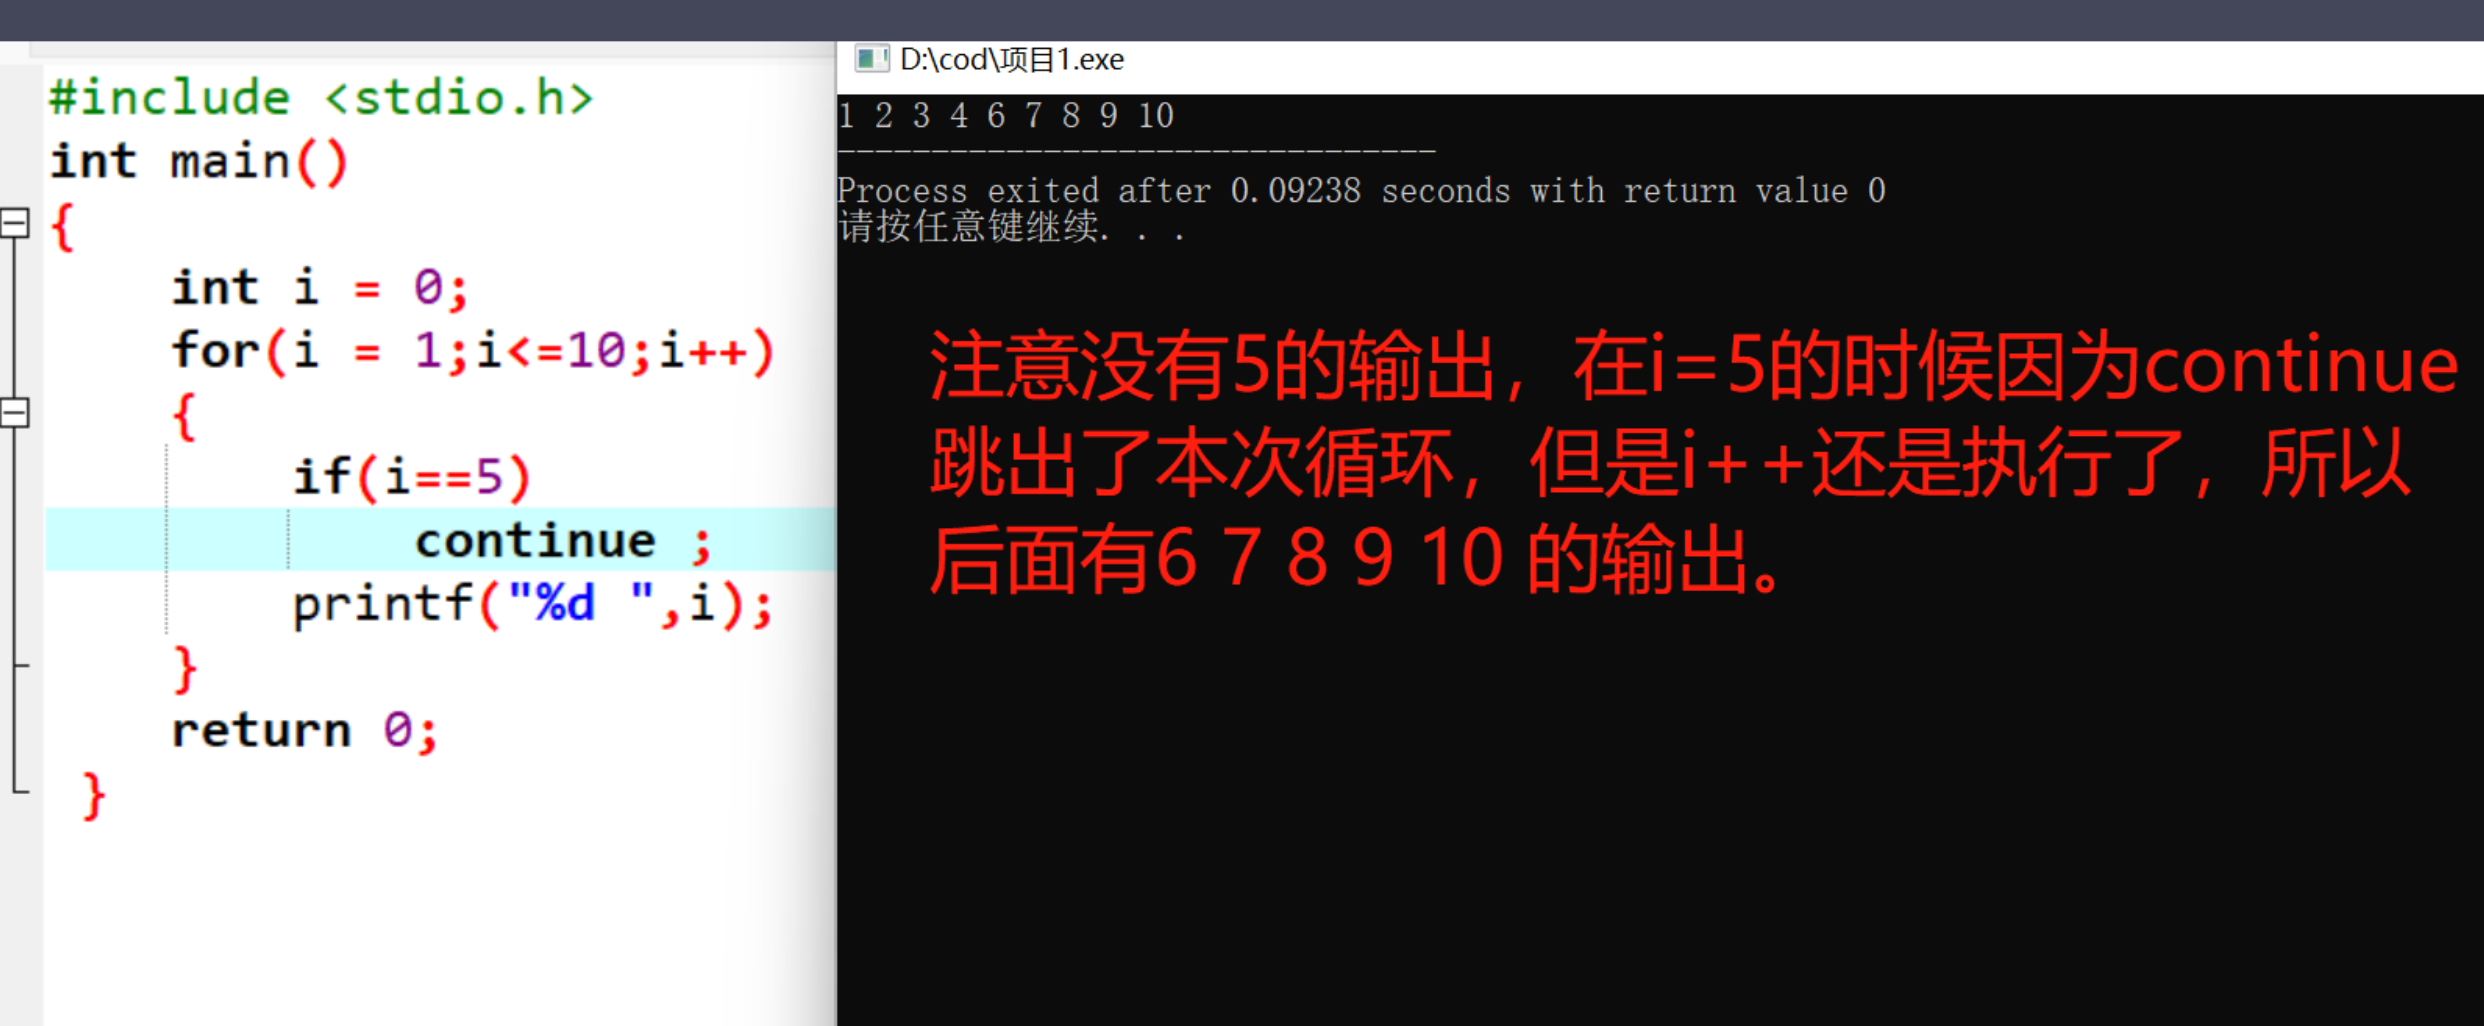 #include <stdio.h>
int main()
{
int i = 0;
for(i = 1;i<=10;i++)
{
if(i==5)
continue ;
printf("%d ",i);
}
return 0;
}
D:\cod\项目1.exe
1 2 3 4 6 7 8 9 10
--------------------------------
Process exited after 0.09238 seconds with return value 0
请按任意键继续. . .
注意没有5的输出，在i=5的时候因为continue
跳出了本次循环，但是i++还是执行了，所以
后面有6 7 8 9 10 的输出。